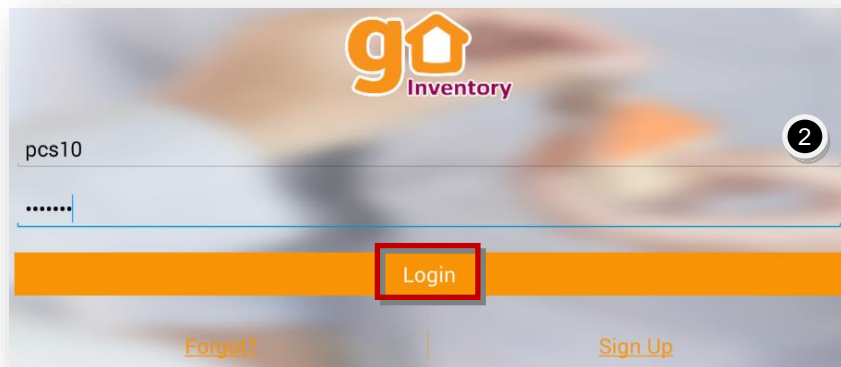 go
Inventory
pcs10
2
•••••••
Login
Forgot?
Sign Up